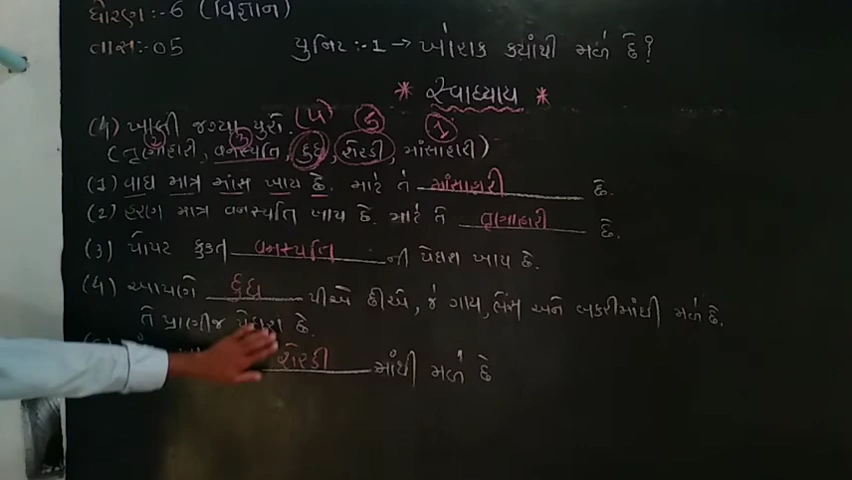 ધોરણ:-6 (વિજ્ઞાન)
તાસ:-05 યુનિટ:-1 → ખોરાક ક્યાંથી મળે છે?
* સ્વાધ્યાય *
(4) ખાલી જગ્યા પુરો.
(તૃણાહારી, વનસ્પતિ, દુધ, શેરડી, માંસાહારી)
(1) વાઘ માત્ર માંસ ખાય છે. માટે તે માંસાહારી છે.
(2) હરણ માત્ર વનસ્પતિ ખાય છે. માટે તે તૃણાહારી છે.
(3) પોપટ ફક્ત વનસ્પતિ ની પેદાશ ખાય છે.
(4) આપણે દુધ પીએ છીએ, જે ગાય, ભેંસ અને બકરીમાંથી મળે છે.
તે પ્રાણીજ પેદાશ છે.
શેરડી માંથી મળે છે